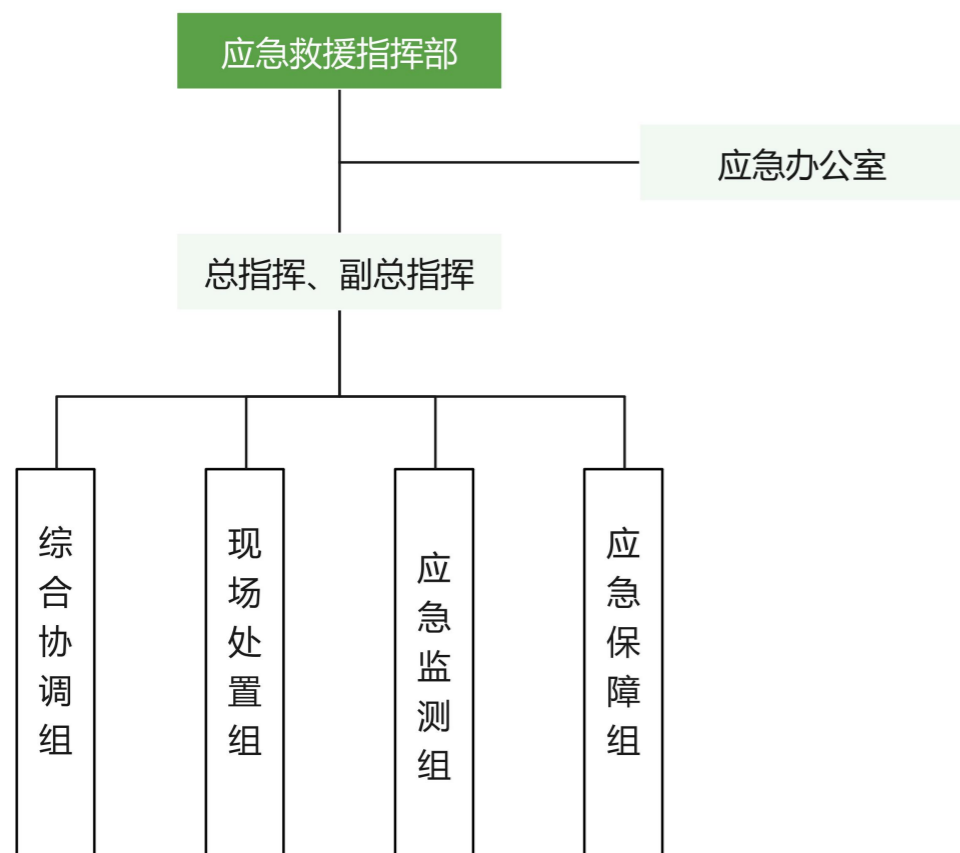 应急救援指挥部
应急办公室
总指挥、副总指挥
综合协调组
现场处置组
应急监测组
应急保障组